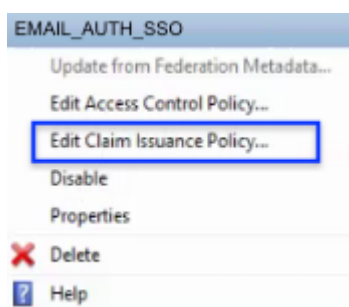 EMAIL_AUTH_SSO
Update from Federation Metadata...
Edit Access Control Policy...
Edit Claim Issuance Policy...
Disable
Properties
Delete
Help